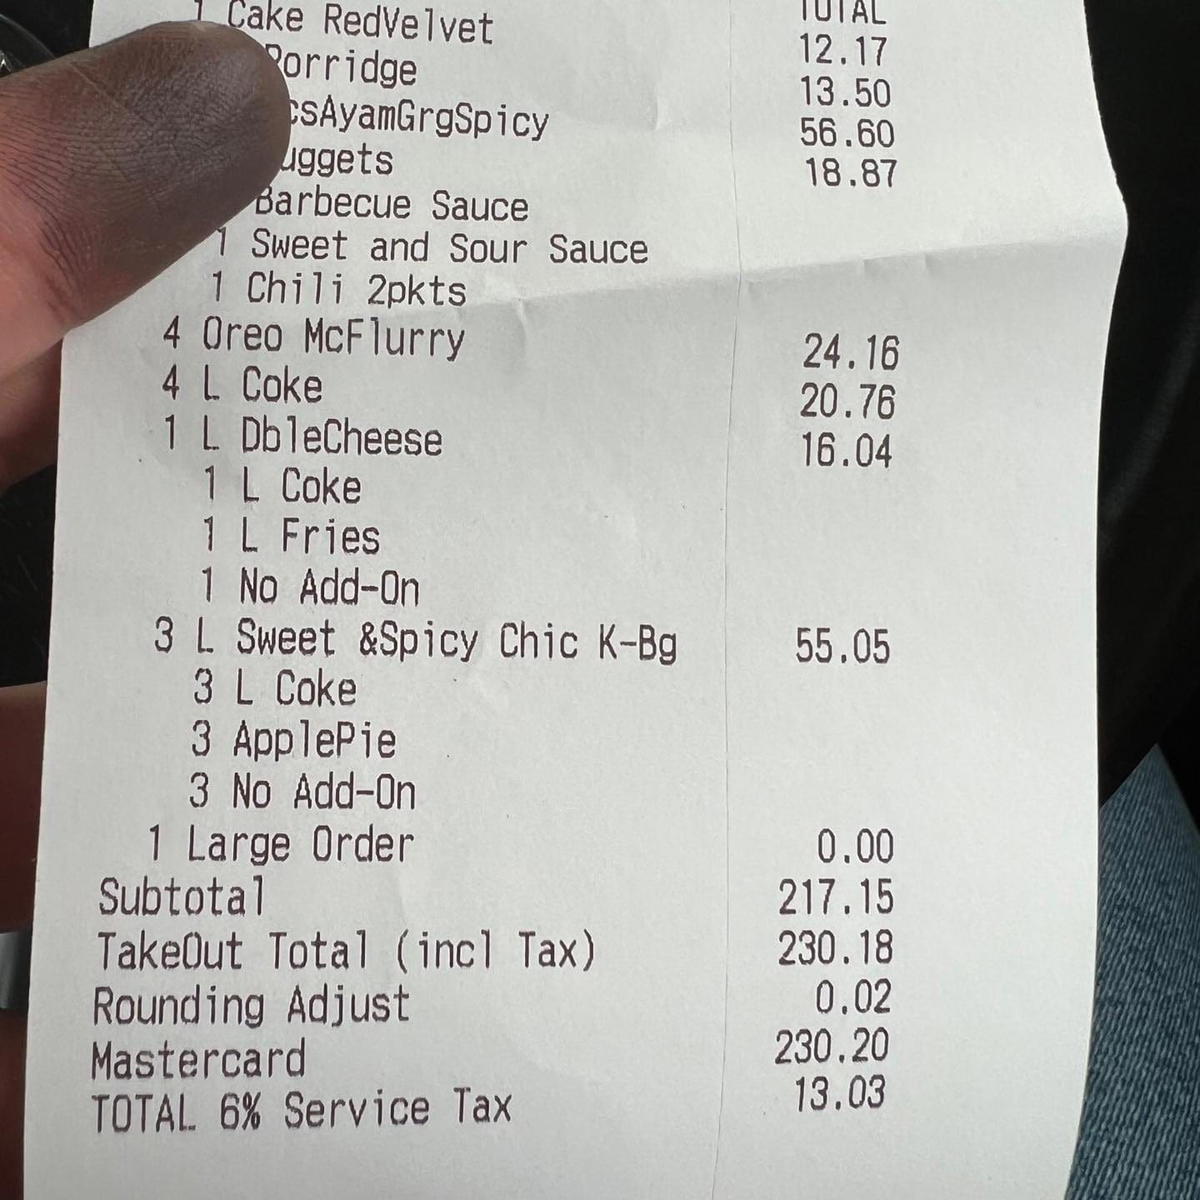 TOTAL
1 Cake RedVelvet 12.17
Porridge 13.50
csAyamGrgSpicy 56.60
uggets 18.87
Barbecue Sauce
1 Sweet and Sour Sauce
1 Chili 2pkts
4 Oreo McFlurry 24.16
4 L Coke 20.76
1 L DbleCheese 16.04
1 L Coke
1 L Fries
1 No Add-On
3 L Sweet &Spicy Chic K-Bg 55.05
3 L Coke
3 ApplePie
3 No Add-On
1 Large Order 0.00
Subtotal 217.15
TakeOut Total (incl Tax) 230.18
Rounding Adjust 0.02
Mastercard 230.20
TOTAL 6% Service Tax 13.03